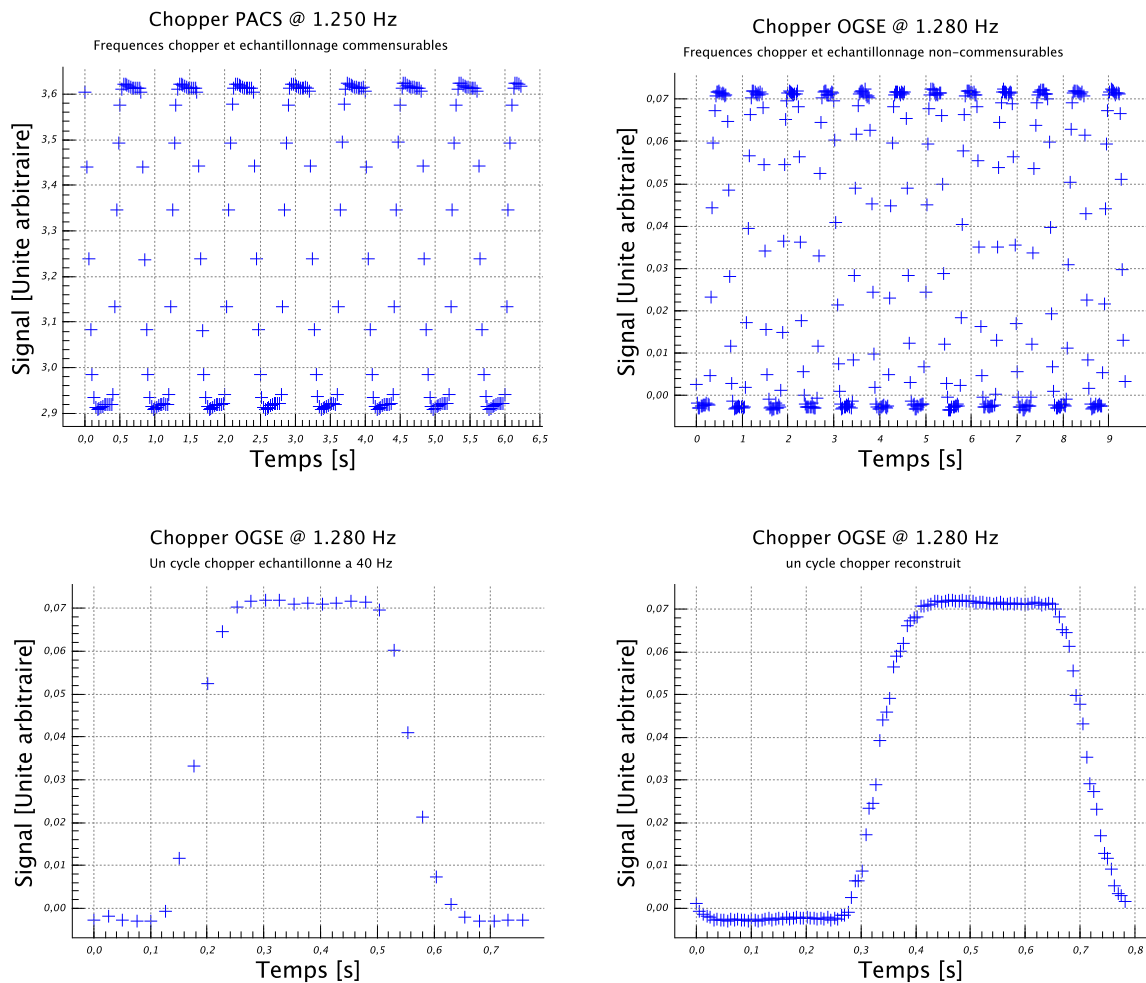 Chopper PACS @ 1.250 Hz
Frequences chopper et echantillonnage commensurables
Signal [Unite arbitraire]
3,6
3,5
3,4
3,3
3,2
3,1
3,0
2,9
0,0 0,5 1,0 1,5 2,0 2,5 3,0 3,5 4,0 4,5 5,0 5,5 6,0 6,5
Temps [s]
Chopper OGSE @ 1.280 Hz
Frequences chopper et echantillonnage non-commensurables
Signal [Unite arbitraire]
0,07
0,06
0,05
0,04
0,03
0,02
0,01
0,00
0 1 2 3 4 5 6 7 8 9
Temps [s]
Chopper OGSE @ 1.280 Hz
Un cycle chopper echantillonne a 40 Hz
Signal [Unite arbitraire]
0,07
0,06
0,05
0,04
0,03
0,02
0,01
0,00
0,0 0,1 0,2 0,3 0,4 0,5 0,6 0,7
Temps [s]
Chopper OGSE @ 1.280 Hz
un cycle chopper reconstruit
Signal [Unite arbitraire]
0,07
0,06
0,05
0,04
0,03
0,02
0,01
0,00
0,0 0,1 0,2 0,3 0,4 0,5 0,6 0,7 0,8
Temps [s]